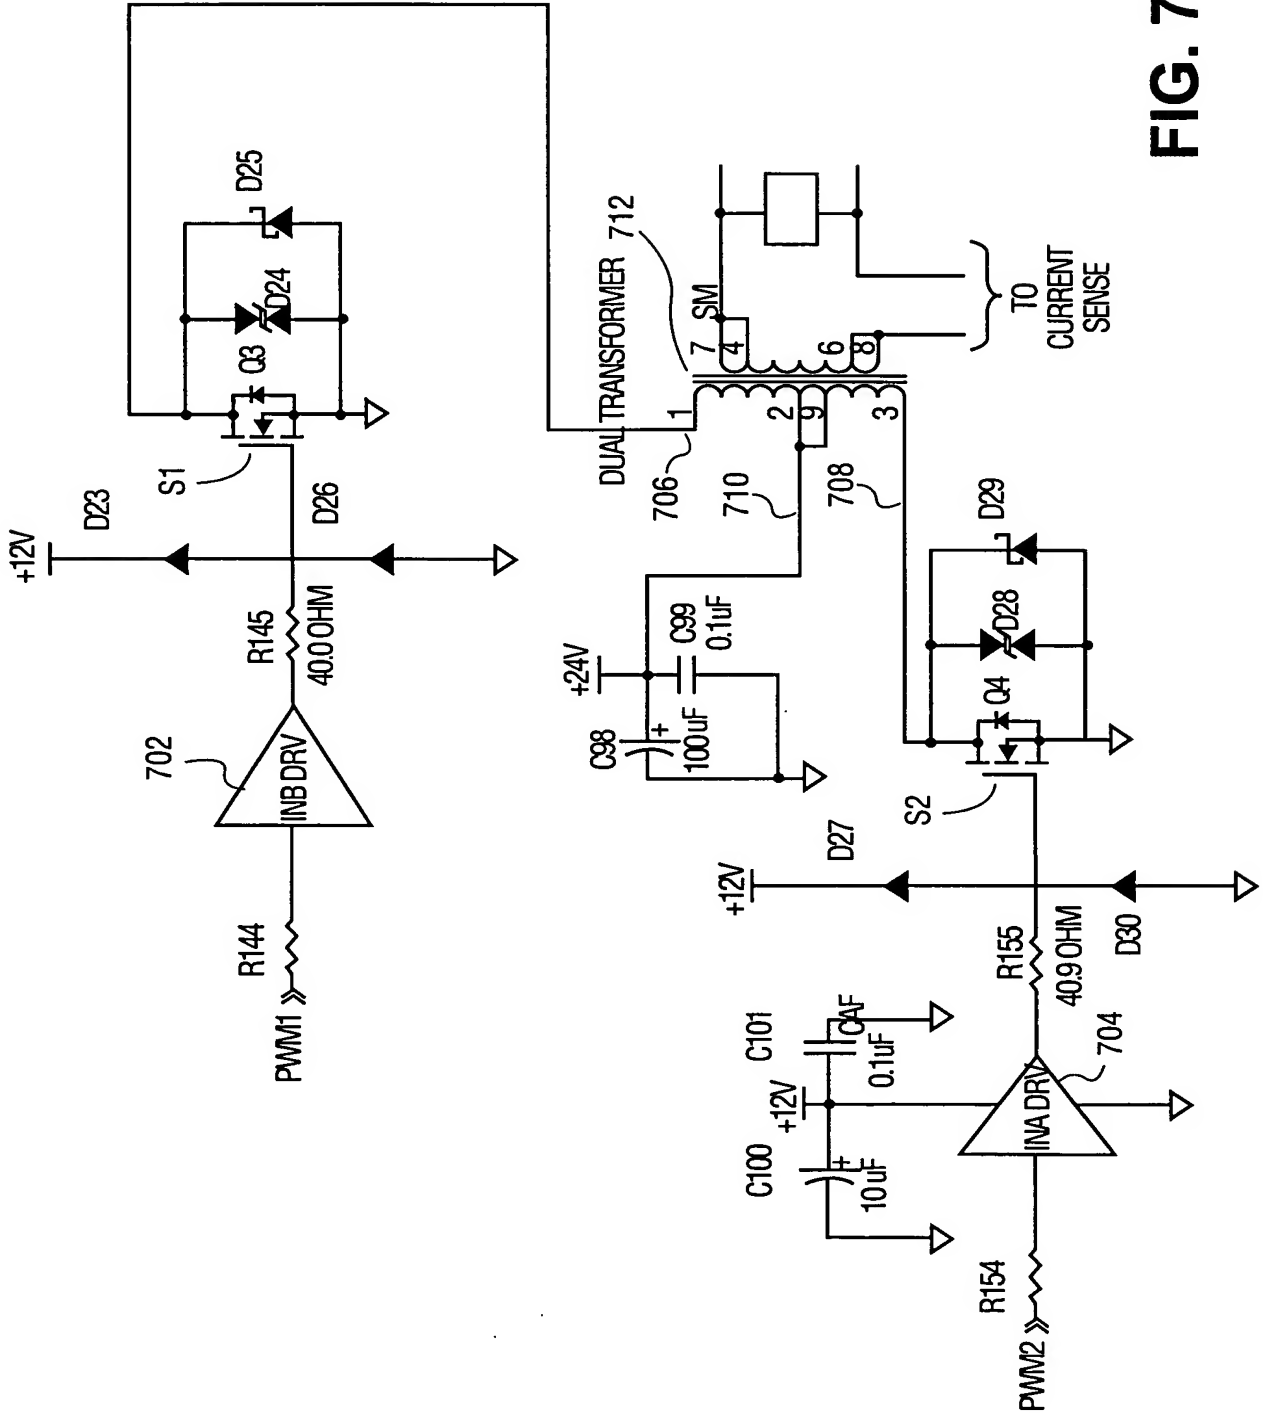 +12V
D23
D26
PWM1
R144
702
INB DRV
R145
40.0 OHM
S1
Q3
D24
D25
+24V
C98
100uF
C99
0.1uF
DUAL TRANSFORMER
712
706
710
708
1
2
9
3
7
4
6
8
SM
TO
CURRENT
SENSE
PWM2
R154
C100
10uF
+12V
C101
CAF
0.1uF
INA DRV
704
R155
40.9 OHM
+12V
D27
D30
S2
Q4
D28
D29
FIG. 7